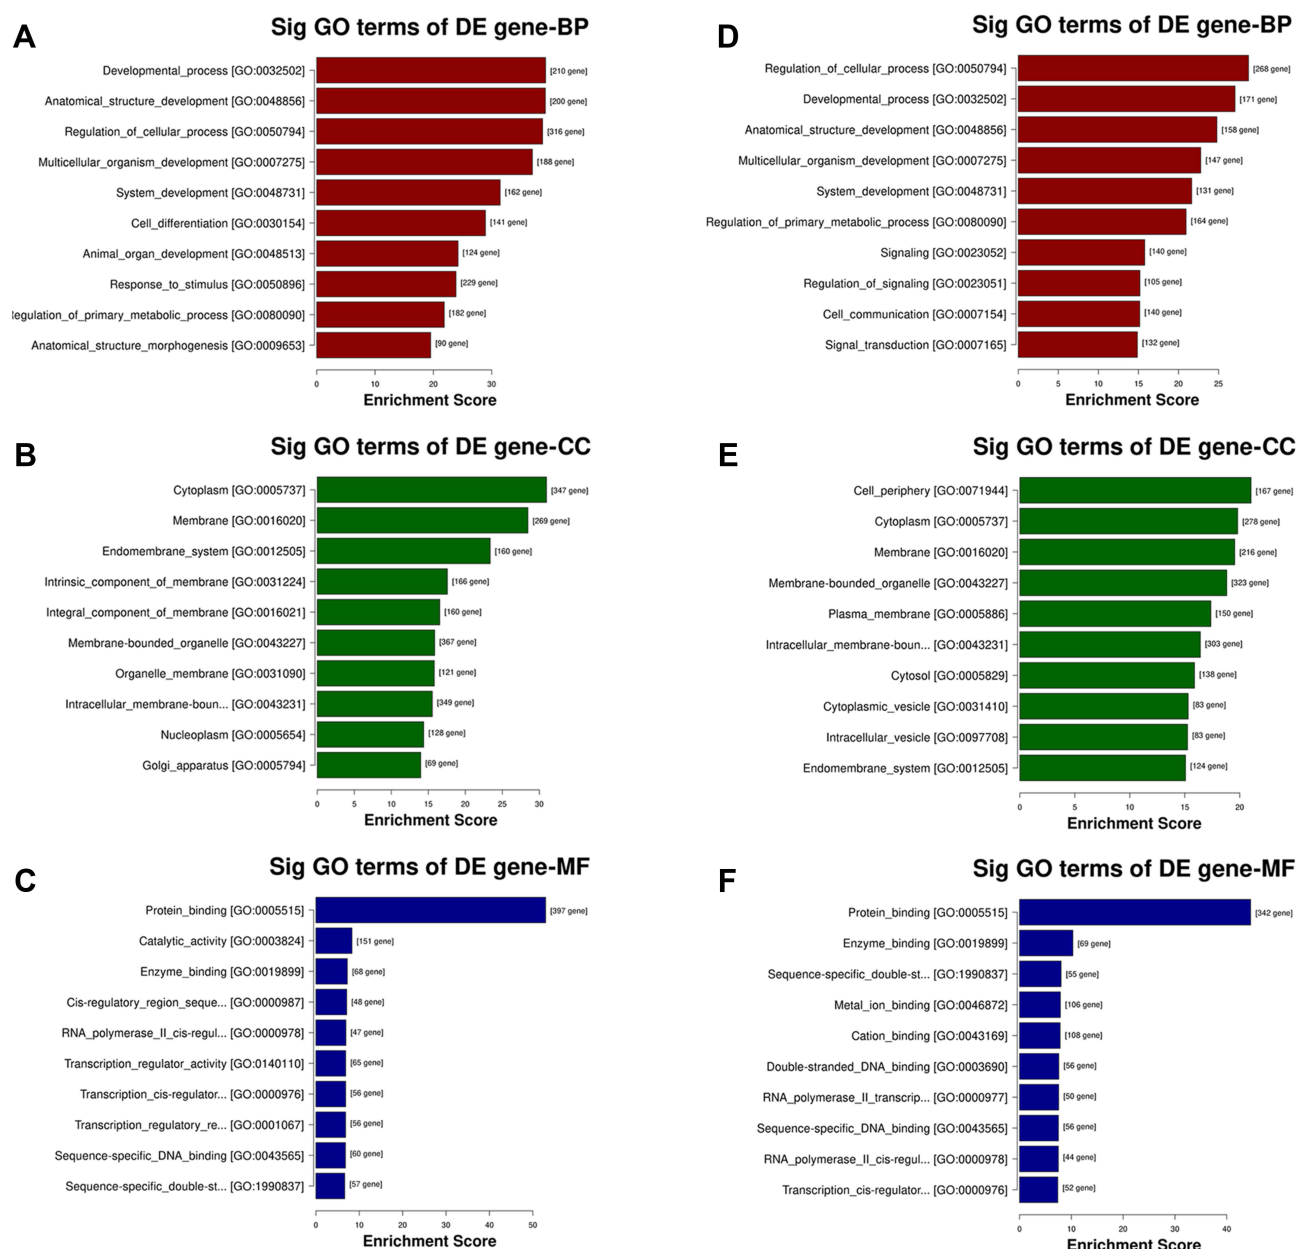 A
Sig GO terms of DE gene-BP
Developmental_process [GO:0032502] [210 gene]
Anatomical_structure_development [GO:0048856] [200 gene]
Regulation_of_cellular_process [GO:0050794] [316 gene]
Multicellular_organism_development [GO:0007275] [188 gene]
System_development [GO:0048731] [162 gene]
Cell_differentiation [GO:0030154] [141 gene]
Animal_organ_development [GO:0048513] [124 gene]
Response_to_stimulus [GO:0050896] [229 gene]
egulation_of_primary_metabolic_process [GO:0080090] [182 gene]
Anatomical_structure_morphogenesis [GO:0009653] [90 gene]
0 10 20 30
Enrichment Score
B
Sig GO terms of DE gene-CC
Cytoplasm [GO:0005737] [347 gene]
Membrane [GO:0016020] [269 gene]
Endomembrane_system [GO:0012505] [160 gene]
Intrinsic_component_of_membrane [GO:0031224] [166 gene]
Integral_component_of_membrane [GO:0016021] [160 gene]
Membrane-bounded_organelle [GO:0043227] [367 gene]
Organelle_membrane [GO:0031090] [121 gene]
Intracellular_membrane-boun... [GO:0043231] [349 gene]
Nucleoplasm [GO:0005654] [128 gene]
Golgi_apparatus [GO:0005794] [69 gene]
0 5 10 15 20 25 30
Enrichment Score
C
Sig GO terms of DE gene-MF
Protein_binding [GO:0005515] [397 gene]
Catalytic_activity [GO:0003824] [151 gene]
Enzyme_binding [GO:0019899] [68 gene]
Cis-regulatory_region_seque... [GO:0000987] [48 gene]
RNA_polymerase_II_cis-regul... [GO:0000978] [47 gene]
Transcription_regulator_activity [GO:0140110] [65 gene]
Transcription_cis-regulator... [GO:0000976] [56 gene]
Transcription_regulatory_re... [GO:0001067] [56 gene]
Sequence-specific_DNA_binding [GO:0043565] [60 gene]
Sequence-specific_double-st... [GO:1990837] [57 gene]
0 10 20 30 40 50
Enrichment Score
D
Sig GO terms of DE gene-BP
Regulation_of_cellular_process [GO:0050794] [268 gene]
Developmental_process [GO:0032502] [171 gene]
Anatomical_structure_development [GO:0048856] [158 gene]
Multicellular_organism_development [GO:0007275] [147 gene]
System_development [GO:0048731] [131 gene]
Regulation_of_primary_metabolic_process [GO:0080090] [164 gene]
Signaling [GO:0023052] [140 gene]
Regulation_of_signaling [GO:0023051] [105 gene]
Cell_communication [GO:0007154] [140 gene]
Signal_transduction [GO:0007165] [132 gene]
0 5 10 15 20 25
Enrichment Score
E
Sig GO terms of DE gene-CC
Cell_periphery [GO:0071944] [167 gene]
Cytoplasm [GO:0005737] [278 gene]
Membrane [GO:0016020] [216 gene]
Membrane-bounded_organelle [GO:0043227] [323 gene]
Plasma_membrane [GO:0005886] [150 gene]
Intracellular_membrane-boun... [GO:0043231] [303 gene]
Cytosol [GO:0005829] [138 gene]
Cytoplasmic_vesicle [GO:0031410] [83 gene]
Intracellular_vesicle [GO:0097708] [83 gene]
Endomembrane_system [GO:0012505] [124 gene]
0 5 10 15 20
Enrichment Score
F
Sig GO terms of DE gene-MF
Protein_binding [GO:0005515] [342 gene]
Enzyme_binding [GO:0019899] [69 gene]
Sequence-specific_double-st... [GO:1990837] [55 gene]
Metal_ion_binding [GO:0046872] [106 gene]
Cation_binding [GO:0043169] [108 gene]
Double-stranded_DNA_binding [GO:0003690] [56 gene]
RNA_polymerase_II_transcrip... [GO:0000977] [50 gene]
Sequence-specific_DNA_binding [GO:0043565] [56 gene]
RNA_polymerase_II_cis-regul... [GO:0000978] [44 gene]
Transcription_cis-regulator... [GO:0000976] [52 gene]
0 10 20 30 40
Enrichment Score